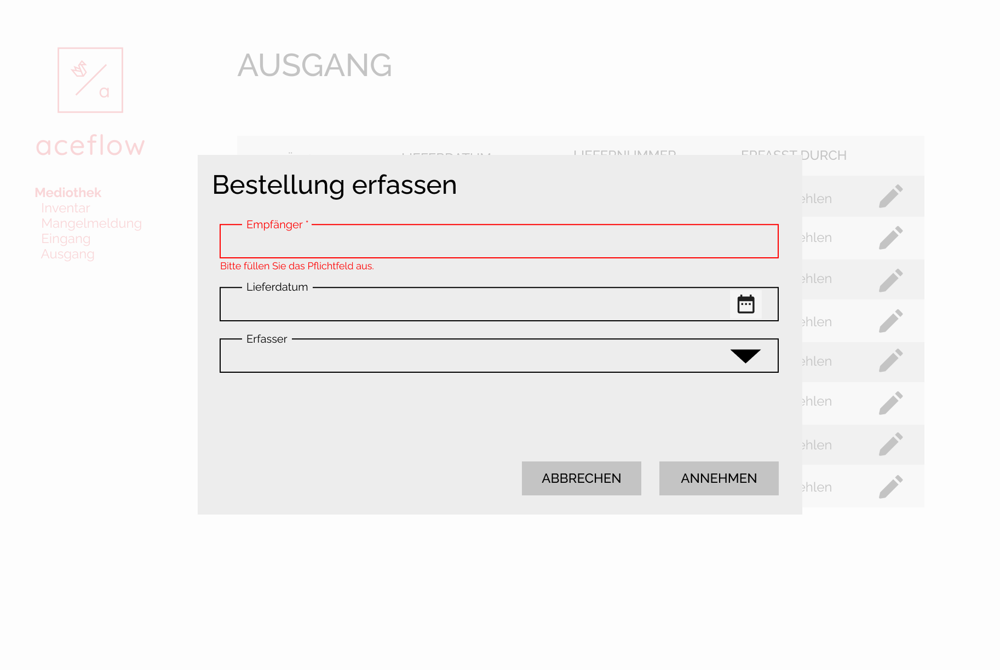 a
aceflow
Mediothek
Inventar
Mangelmeldung
Eingang
Ausgang
AUSGANG
LIEFERDATUM
LIEFERNUMMER
ERFASST DURCH
Bestellung erfassen
Empfänger *
Bitte füllen Sie das Pflichtfeld aus.
Lieferdatum
Erfasser
ABBRECHEN
ANNEHMEN
ehlen
ehlen
ehlen
ehlen
ehlen
ehlen
ehlen
ehlen